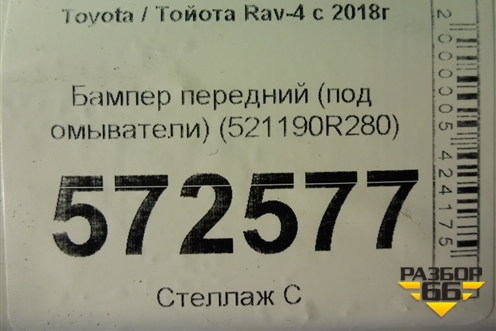 Toyota / Тойота Rav-4 с 2018г
Бампер передний (под
омыватели) (521190R280)
572577
Стеллаж С
2000005424175
РАЗБОР
66